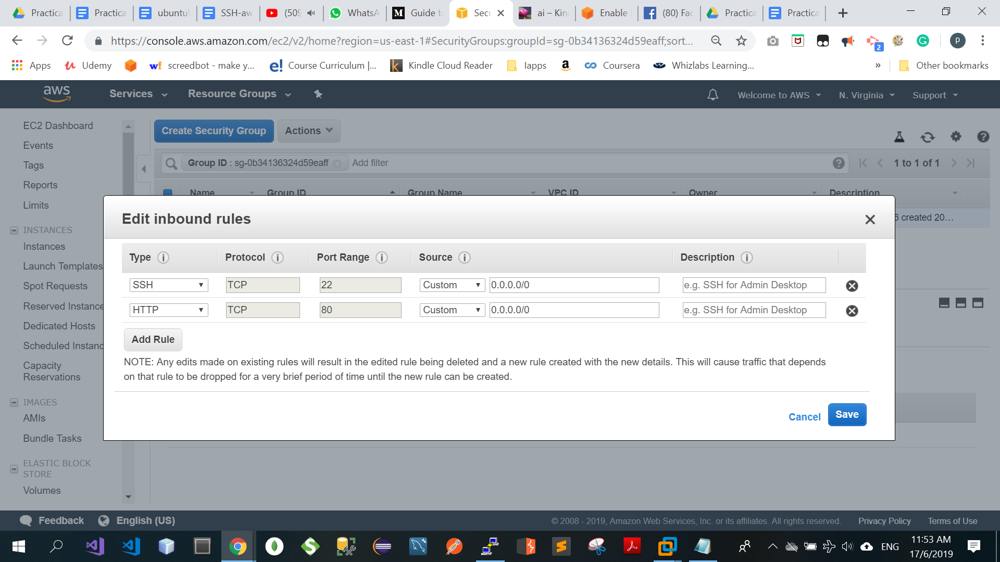 Practica
Practica
ubuntu
SSH-aw
(509
WhatsA
M
Guide t
Secu
ai – Kin
Enable
(80) Fac
Practica
Practica
https://console.aws.amazon.com/ec2/v2/home?region=us-east-1#SecurityGroups:groupId=sg-0b34136324d59eaff;sort...
2
p
Apps
Udemy
screedbot - make y...
Course Curriculum |...
Kindle Cloud Reader
lapps
Coursera
Whizlabs Learning...
»
Other bookmarks
aws
Services
Resource Groups
Welcome to AWS
N. Virginia
Support
EC2 Dashboard
Events
Tags
Reports
Limits
INSTANCES
Instances
Launch Templates
Spot Requests
Reserved Instance
Dedicated Hosts
Scheduled Instanc
Capacity
Reservations
IMAGES
AMIs
Bundle Tasks
ELASTIC BLOCK
STORE
Volumes
Create Security Group
Actions
Group ID : sg-0b34136324d59eaff
Add filter
1 to 1 of 1
Name
Group ID
Group Name
VPC ID
Owner
Description
6 created 20…
Edit inbound rules
Type
Protocol
Port Range
Source
Description
SSH
TCP
22
Custom
0.0.0.0/0
e.g. SSH for Admin Desktop
HTTP
TCP
80
Custom
0.0.0.0/0
e.g. SSH for Admin Desktop
Add Rule
NOTE: Any edits made on existing rules will result in the edited rule being deleted and a new rule created with the new details. This will cause traffic that depends
on that rule to be dropped for a very brief period of time until the new rule can be created.
Cancel
Save
Feedback
English (US)
© 2008 - 2019, Amazon Web Services, Inc. or its affiliates. All rights reserved.
Privacy Policy
Terms of Use
ENG
11:53 AM
17/6/2019